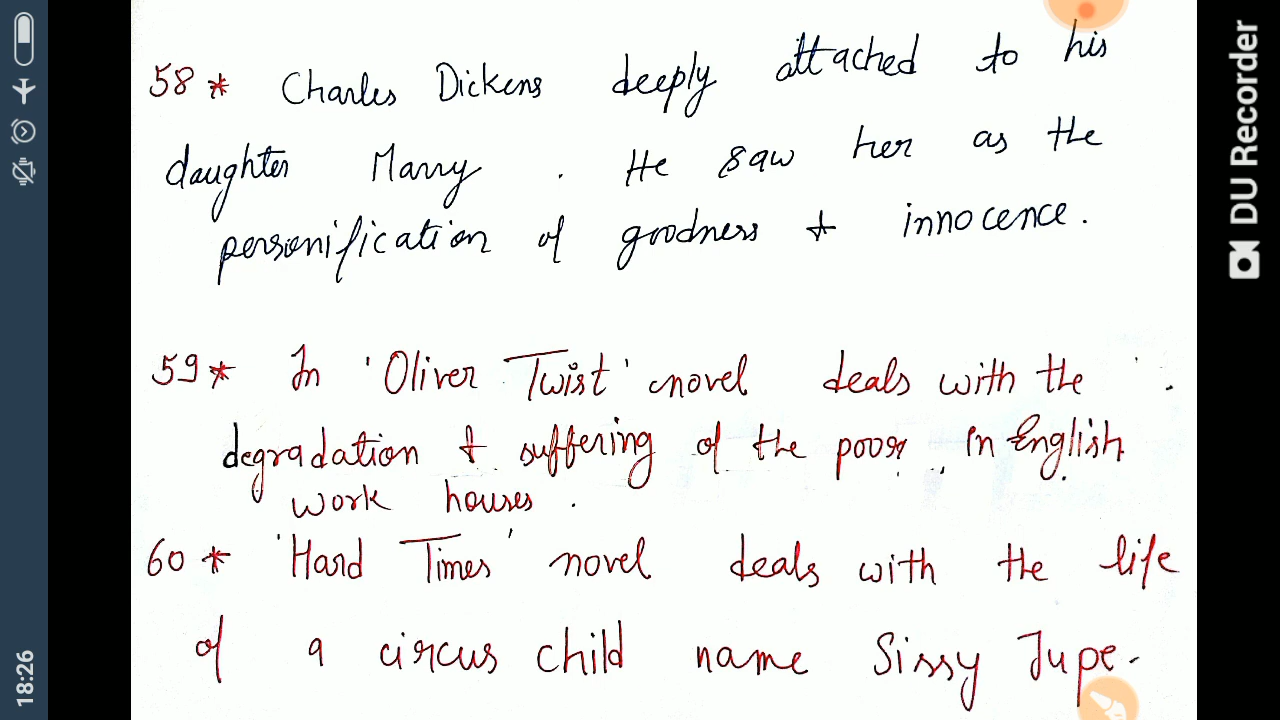 58 * Charles Dickens deeply attached to his
daughter Marry . He saw her as the
personification of goodness & innocence.
59 * In 'Oliver Twist' novel deals with the
degradation & suffering of the poor in English
work houses .
60 * 'Hard Times' novel deals with the life
of a circus child name Sissy Jupe.
DU Recorder
18:26